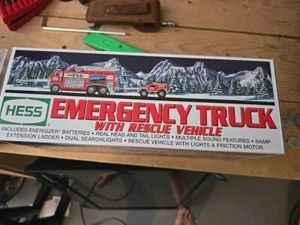 HESS
EMERGENCY TRUCK
WITH RESCUE VEHICLE
INCLUDES ENERGIZER® BATTERIES • REAL HEAD AND TAIL LIGHTS • MULTIPLE SOUND FEATURES • RAMP
EXTENSION LADDER • DUAL SEARCHLIGHTS • RESCUE VEHICLE WITH LIGHTS & FRICTION MOTOR